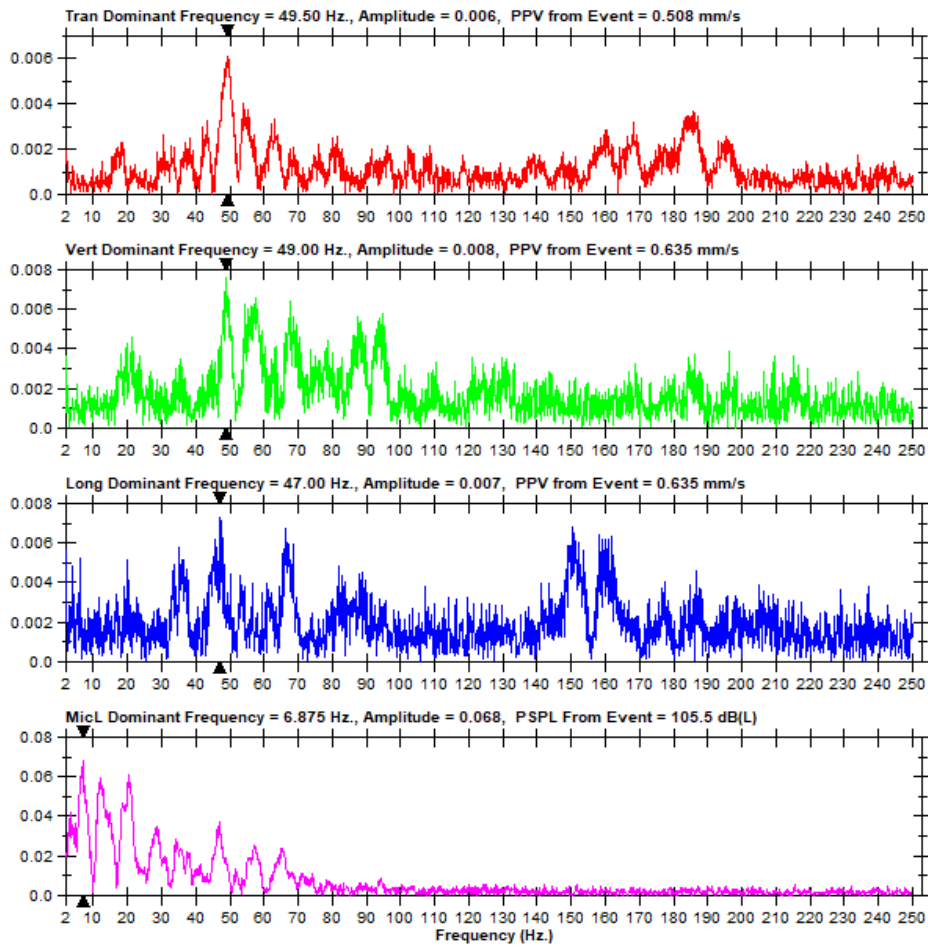 Tran Dominant Frequency = 49.50 Hz., Amplitude = 0.006, PPV from Event = 0.508 mm/s
0.006
0.004
0.002
0.0
2 10 20 30 40 50 60 70 80 90 100 110 120 130 140 150 160 170 180 190 200 210 220 230 240 250
Vert Dominant Frequency = 49.00 Hz., Amplitude = 0.008, PPV from Event = 0.635 mm/s
0.008
0.006
0.004
0.002
0.0
2 10 20 30 40 50 60 70 80 90 100 110 120 130 140 150 160 170 180 190 200 210 220 230 240 250
Long Dominant Frequency = 47.00 Hz., Amplitude = 0.007, PPV from Event = 0.635 mm/s
0.008
0.006
0.004
0.002
0.0
2 10 20 30 40 50 60 70 80 90 100 110 120 130 140 150 160 170 180 190 200 210 220 230 240 250
MicL Dominant Frequency = 6.875 Hz., Amplitude = 0.068, PSPL From Event = 105.5 dB(L)
0.08
0.06
0.04
0.02
0.0
2 10 20 30 40 50 60 70 80 90 100 110 120 130 140 150 160 170 180 190 200 210 220 230 240 250
Frequency (Hz.)